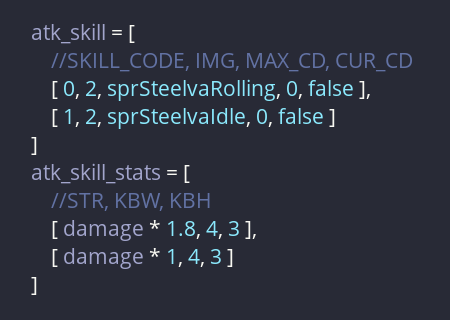 atk_skill = [
//SKILL_CODE, IMG, MAX_CD, CUR_CD
[ 0, 2, sprSteelvaRolling, 0, false ],
[ 1, 2, sprSteelvaIdle, 0, false ]
]
atk_skill_stats = [
//STR, KBW, KBH
[ damage * 1.8, 4, 3 ],
[ damage * 1, 4, 3 ]
]